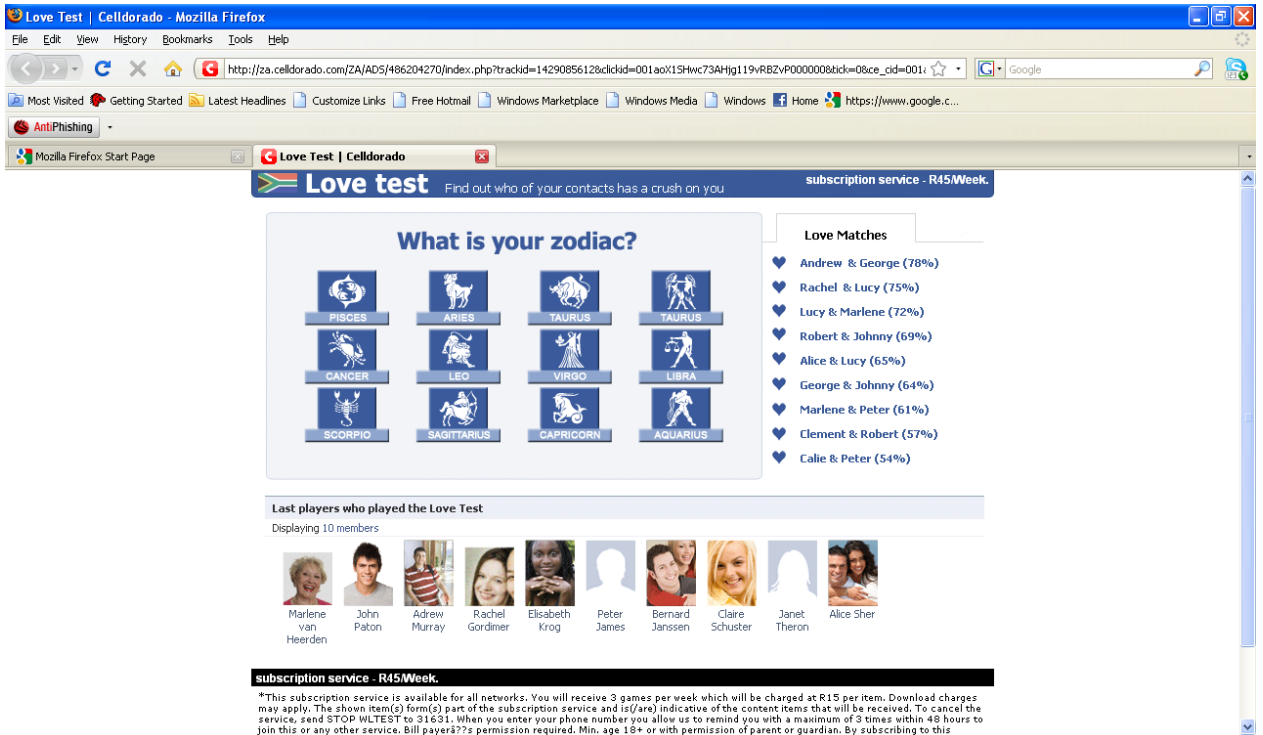 Love Test | Celldorado - Mozilla Firefox
File Edit View History Bookmarks Tools Help
http://za.celldorado.com/ZA/ADS/486204270/index.php?trackid=1429085612&clickid=001aoX15Hwc73AHjg119vRBZvP000000&tick=0&ce_cid=001
Google
Most Visited Getting Started Latest Headlines Customize Links Free Hotmail Windows Marketplace Windows Media Windows Home https://www.google.c...
AntiPhishing
Mozilla Firefox Start Page Love Test | Celldorado
Love test Find out who of your contacts has a crush on you subscription service - R45/Week.
What is your zodiac?
PISCES ARIES TAURUS TAURUS
CANCER LEO VIRGO LIBRA
SCORPIO SAGITTARIUS CAPRICORN AQUARIUS
Love Matches
Andrew & George (78%)
Rachel & Lucy (75%)
Lucy & Marlene (72%)
Robert & Johnny (69%)
Alice & Lucy (65%)
George & Johnny (64%)
Marlene & Peter (61%)
Clement & Robert (57%)
Calie & Peter (54%)
Last players who played the Love Test
Displaying 10 members
Marlene van Heerden
John Paton
Adrew Murray
Rachel Gordimer
Elisabeth Krog
Peter James
Bernard Janssen
Claire Schuster
Janet Theron
Alice Sher
subscription service - R45/Week.
*This subscription service is available for all networks. You will receive 3 games per week which will be charged at R15 per item. Download charges
may apply. The shown item(s) form(s) part of the subscription service and is(/are) indicative of the content items that will be received. To cancel the
service, send STOP WLTEST to 31631. When you enter your phone number you allow us to remind you with a maximum of 3 times within 48 hours to
join this or any other service. Bill payerâ??s permission required. Min. age 18+ or with permission of parent or guardian. By subscribing to this